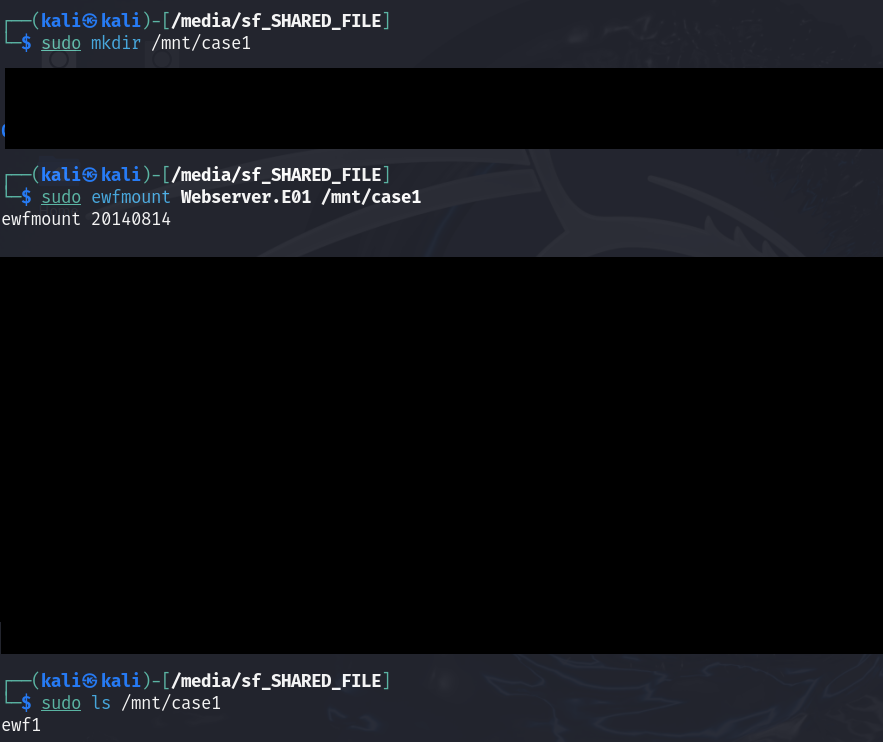 ┌──(kali㉿kali)-[/media/sf_SHARED_FILE]
└─$ sudo mkdir /mnt/case1
┌──(kali㉿kali)-[/media/sf_SHARED_FILE]
└─$ sudo ewfmount Webserver.E01 /mnt/case1
ewfmount 20140814
┌──(kali㉿kali)-[/media/sf_SHARED_FILE]
└─$ sudo ls /mnt/case1
ewf1